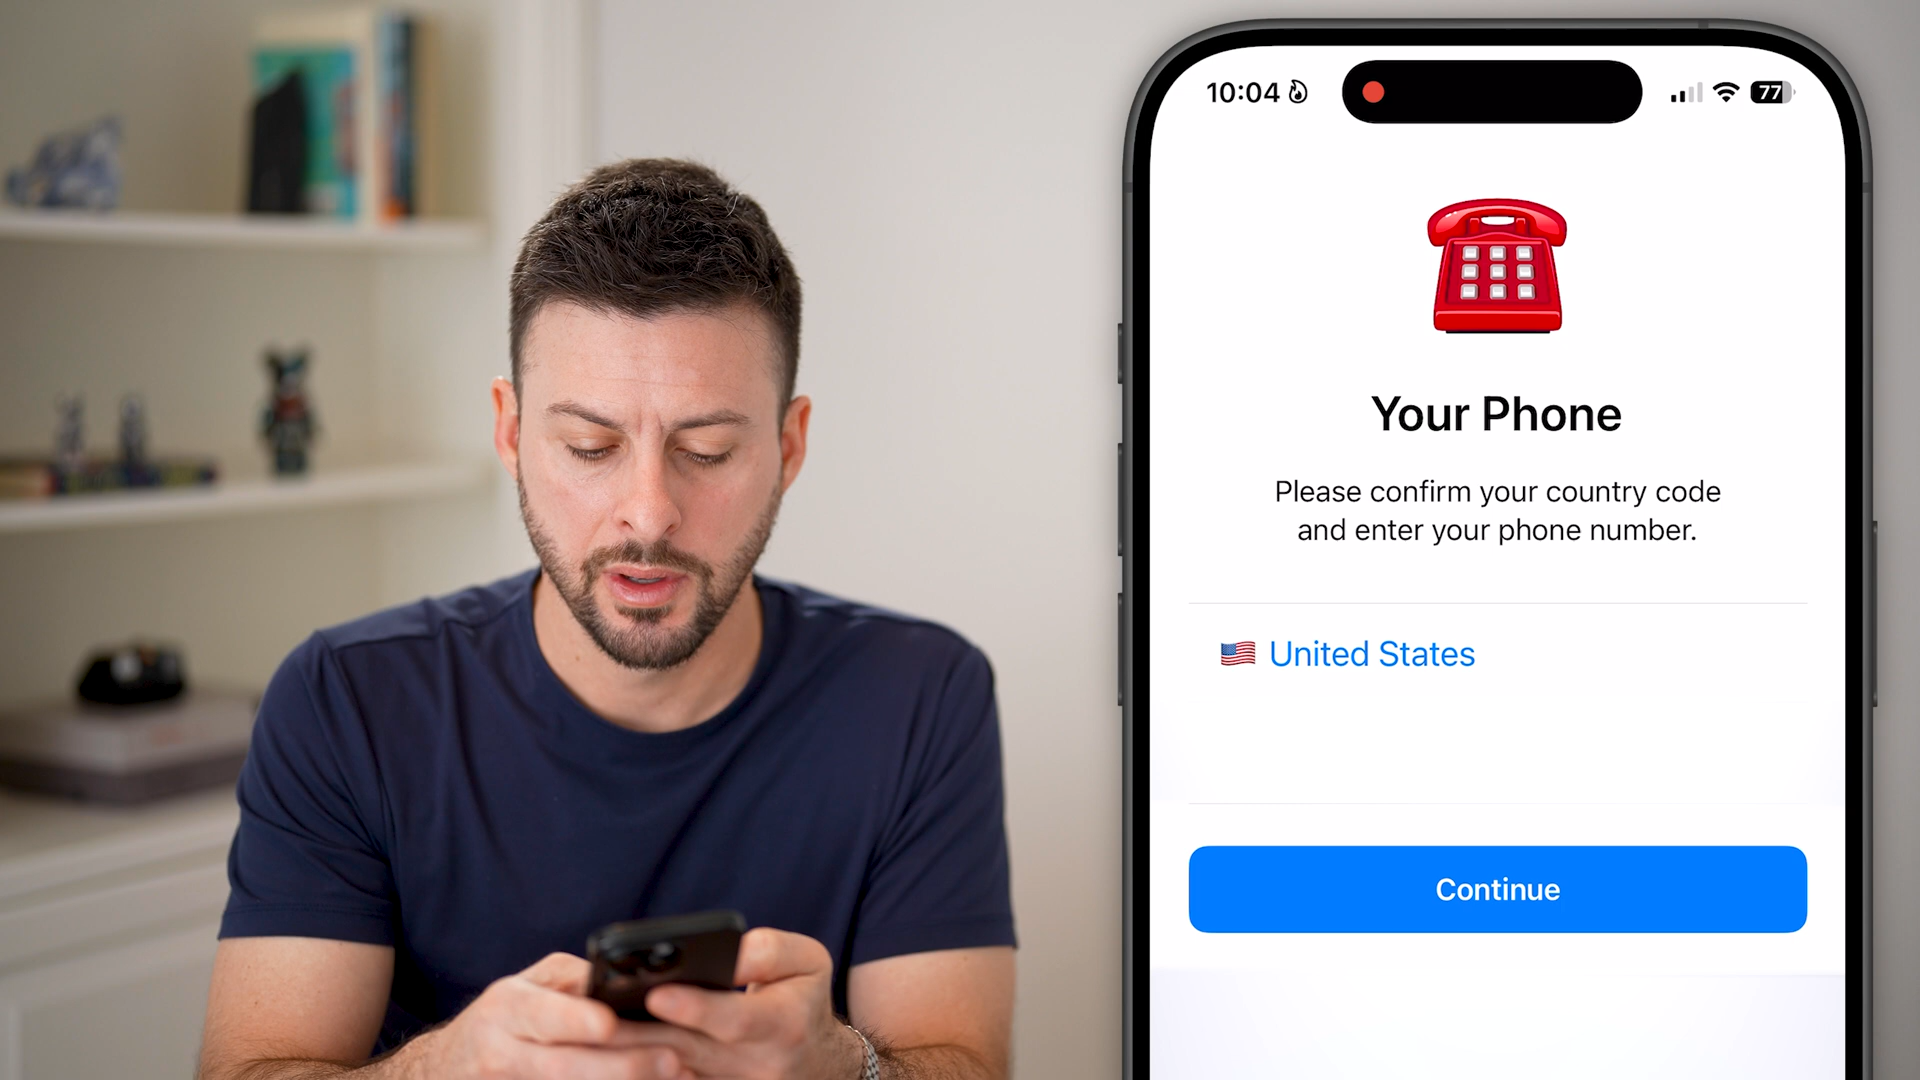 10:04
77
Your Phone
Please confirm your country code
and enter your phone number.
United States
Continue